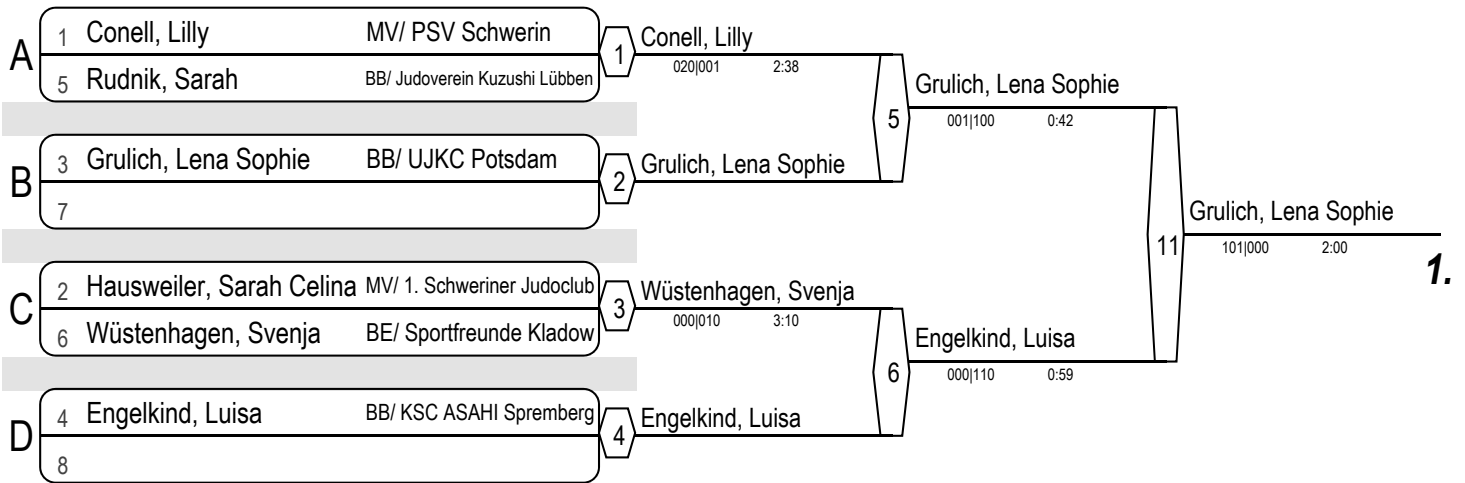 A
1 Conell, Lilly MV/ PSV Schwerin
5 Rudnik, Sarah BB/ Judoverein Kuzushi Lübben
1
Conell, Lilly
020|001 2:38
B
3 Grulich, Lena Sophie BB/ UJKC Potsdam
7
2
Grulich, Lena Sophie
5
Grulich, Lena Sophie
001|100 0:42
C
2 Hausweiler, Sarah Celina MV/ 1. Schweriner Judoclub
6 Wüstenhagen, Svenja BE/ Sportfreunde Kladow
3
Wüstenhagen, Svenja
000|010 3:10
D
4 Engelkind, Luisa BB/ KSC ASAHI Spremberg
8
4
Engelkind, Luisa
6
Engelkind, Luisa
000|110 0:59
11
Grulich, Lena Sophie
101|000 2:00
1.